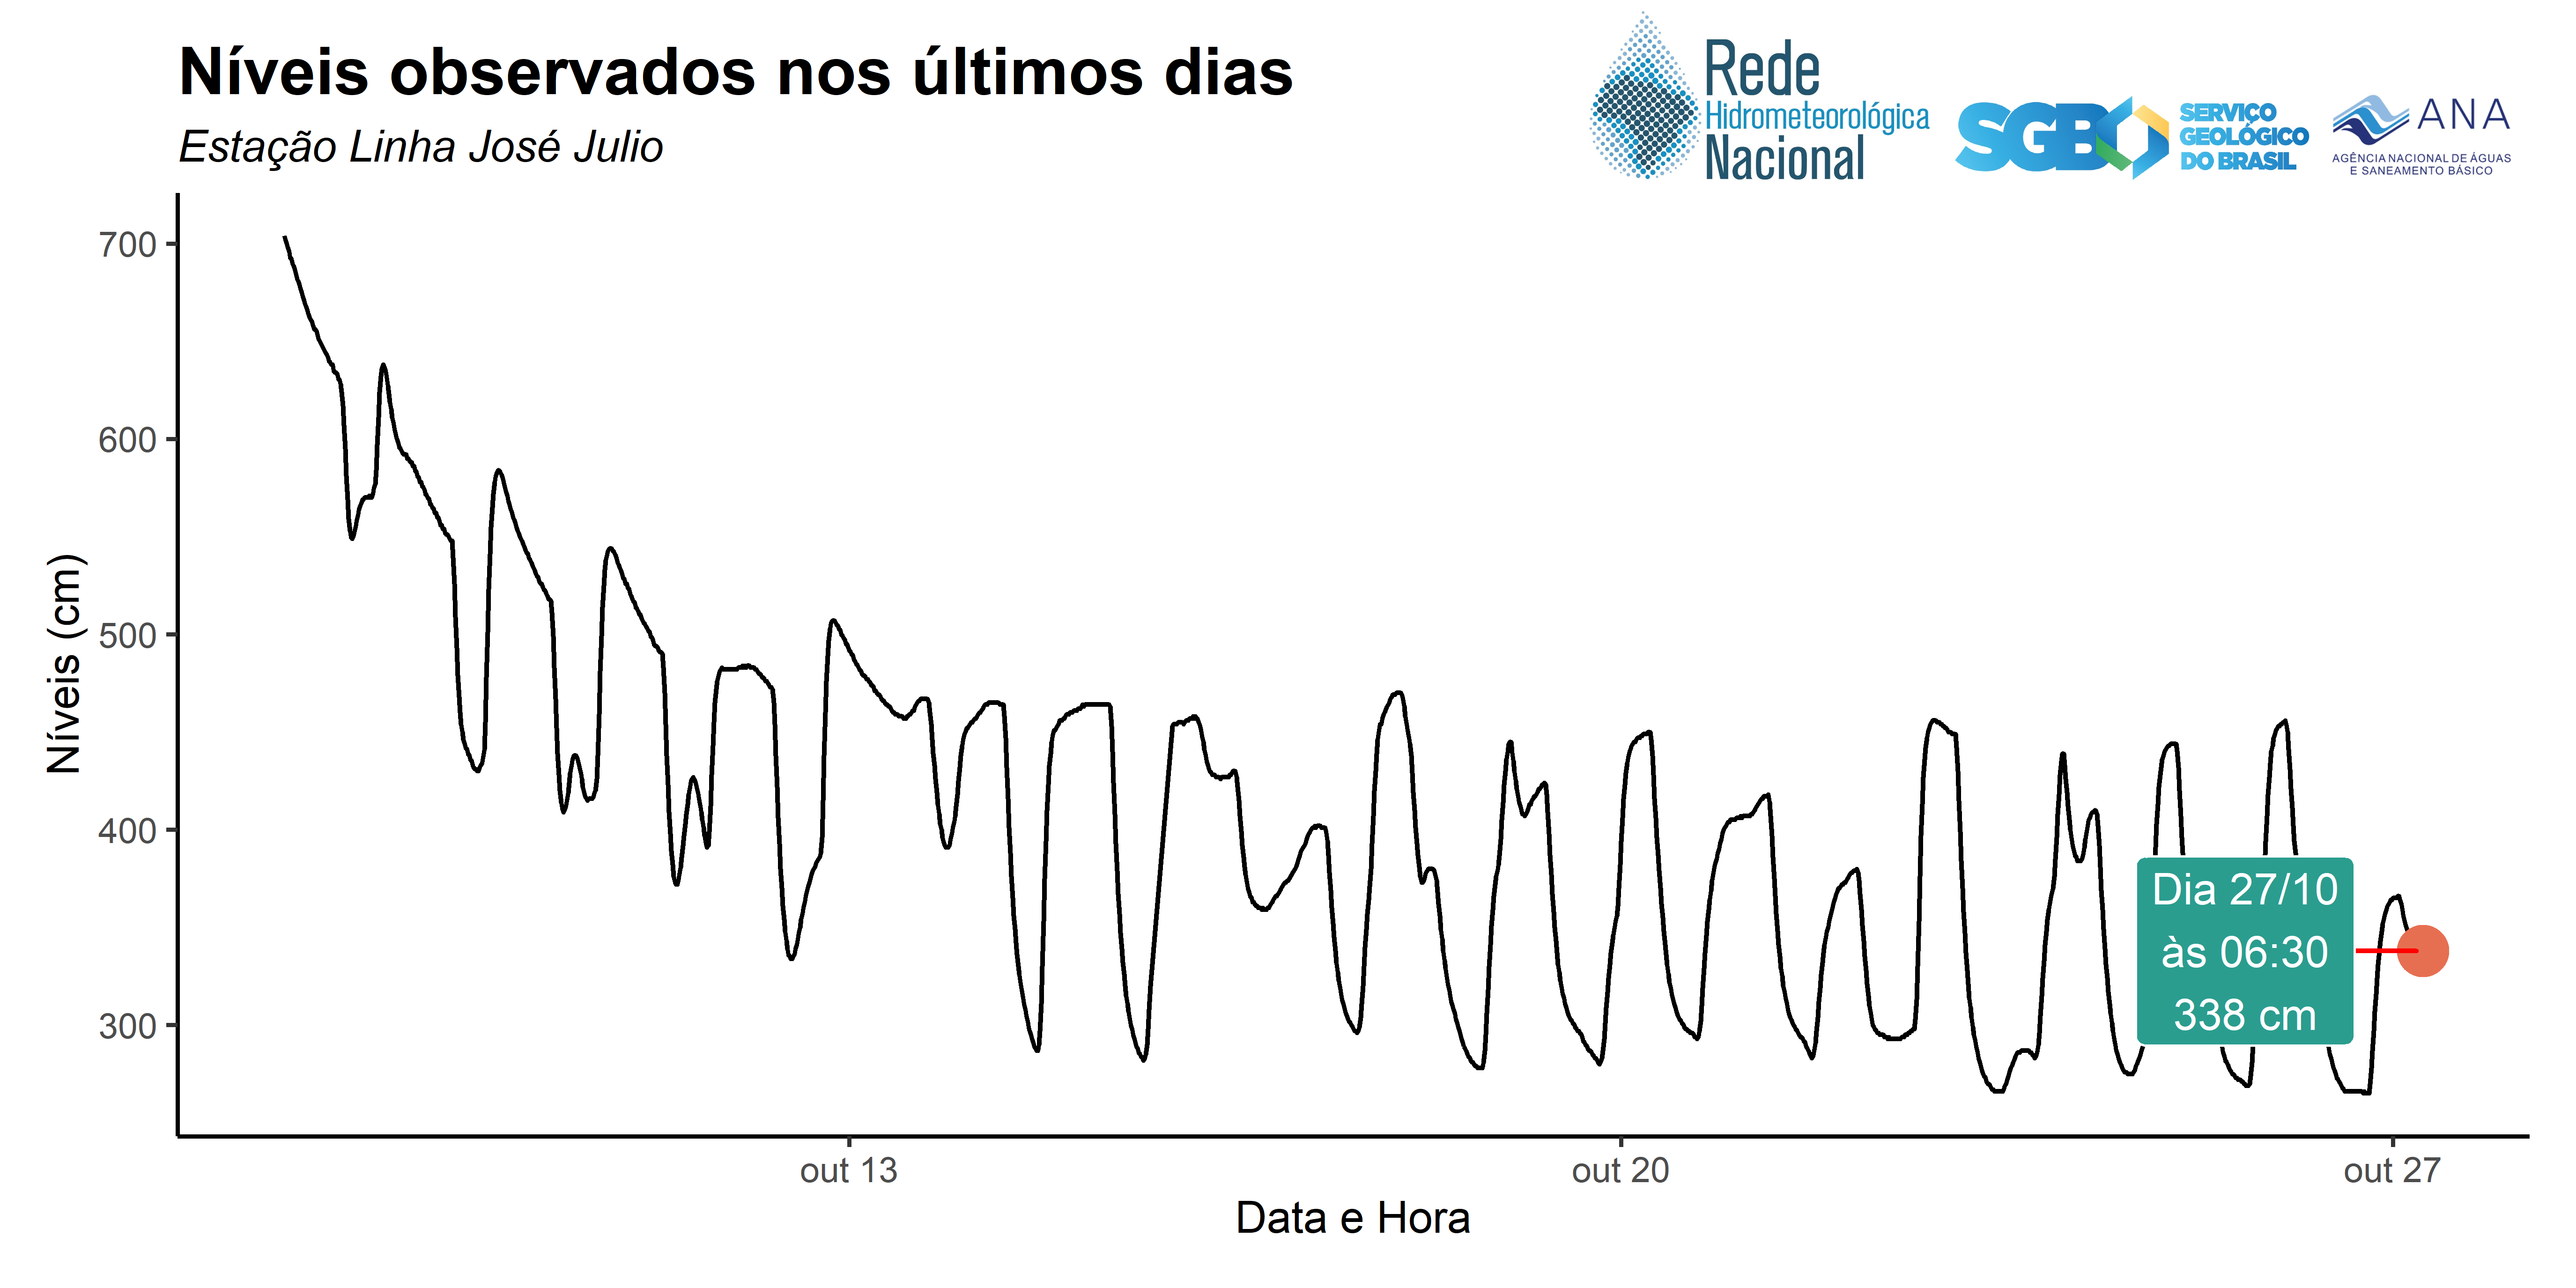 Níveis observados nos últimos dias
Estação Linha José Julio
Rede
Hidrometeorológica
Nacional
SGB
SERVIÇO
GEOLÓGICO
DO BRASIL
ANA
AGÊNCIA NACIONAL DE ÁGUAS
E SANEAMENTO BÁSICO
Níveis (cm)
700
600
500
400
300
Dia 27/10
às 06:30
338 cm
out 13
out 20
out 27
Data e Hora